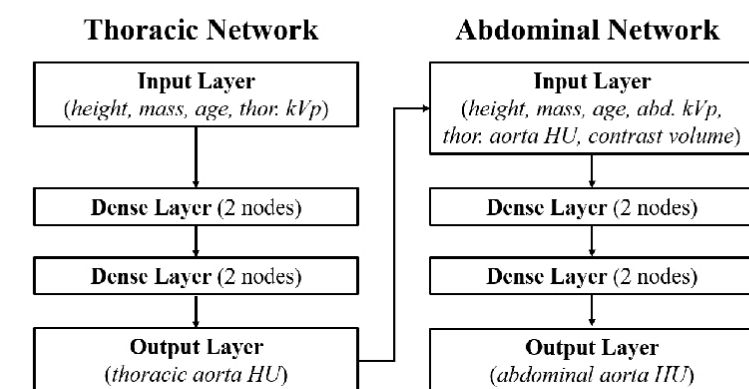 Thoracic Network
Input Layer
(height, mass, age, thor. kVp)
Dense Layer (2 nodes)
Dense Layer (2 nodes)
Output Layer
(thoracic aorta HU)
Abdominal Network
Input Layer
(height, mass, age, abd. kVp,
thor. aorta HU, contrast volume)
Dense Layer (2 nodes)
Dense Layer (2 nodes)
Output Layer
(abdominal aorta HU)